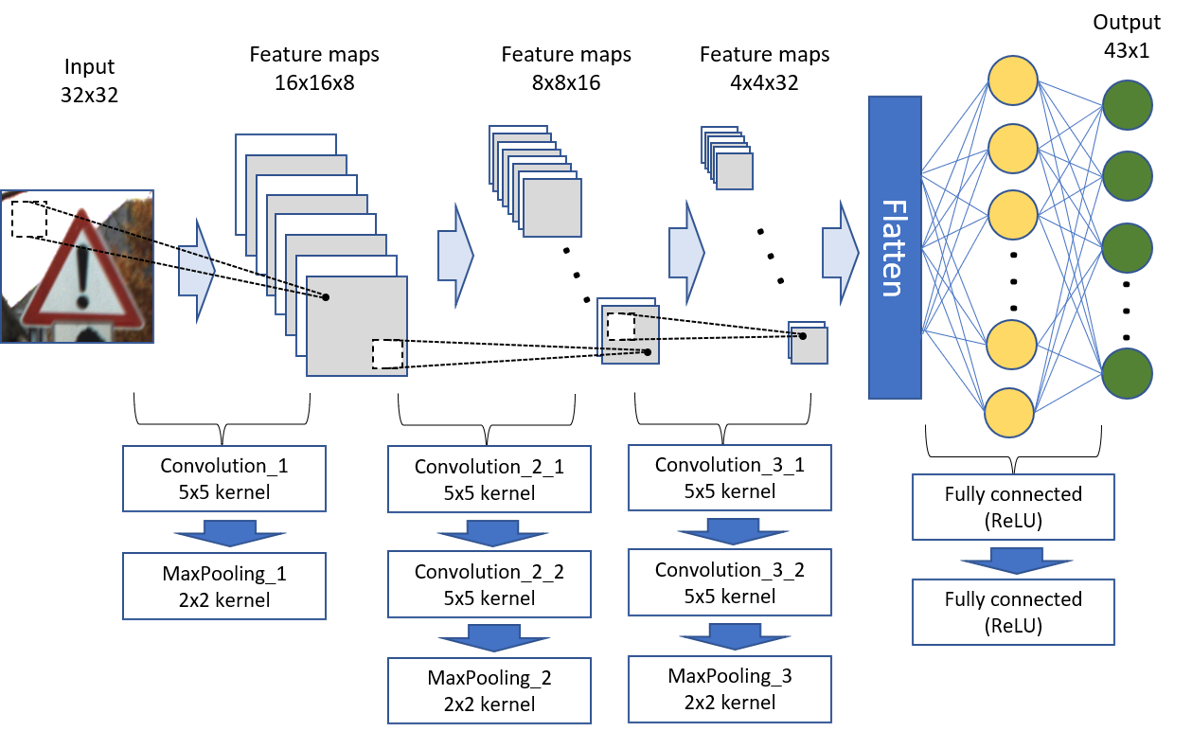 Input
32x32
Feature maps
16x16x8
Feature maps
8x8x16
Feature maps
4x4x32
Output
43x1
Flatten
Convolution_1
5x5 kernel
MaxPooling_1
2x2 kernel
Convolution_2_1
5x5 kernel
Convolution_2_2
5x5 kernel
MaxPooling_2
2x2 kernel
Convolution_3_1
5x5 kernel
Convolution_3_2
5x5 kernel
MaxPooling_3
2x2 kernel
Fully connected
(ReLU)
Fully connected
(ReLU)